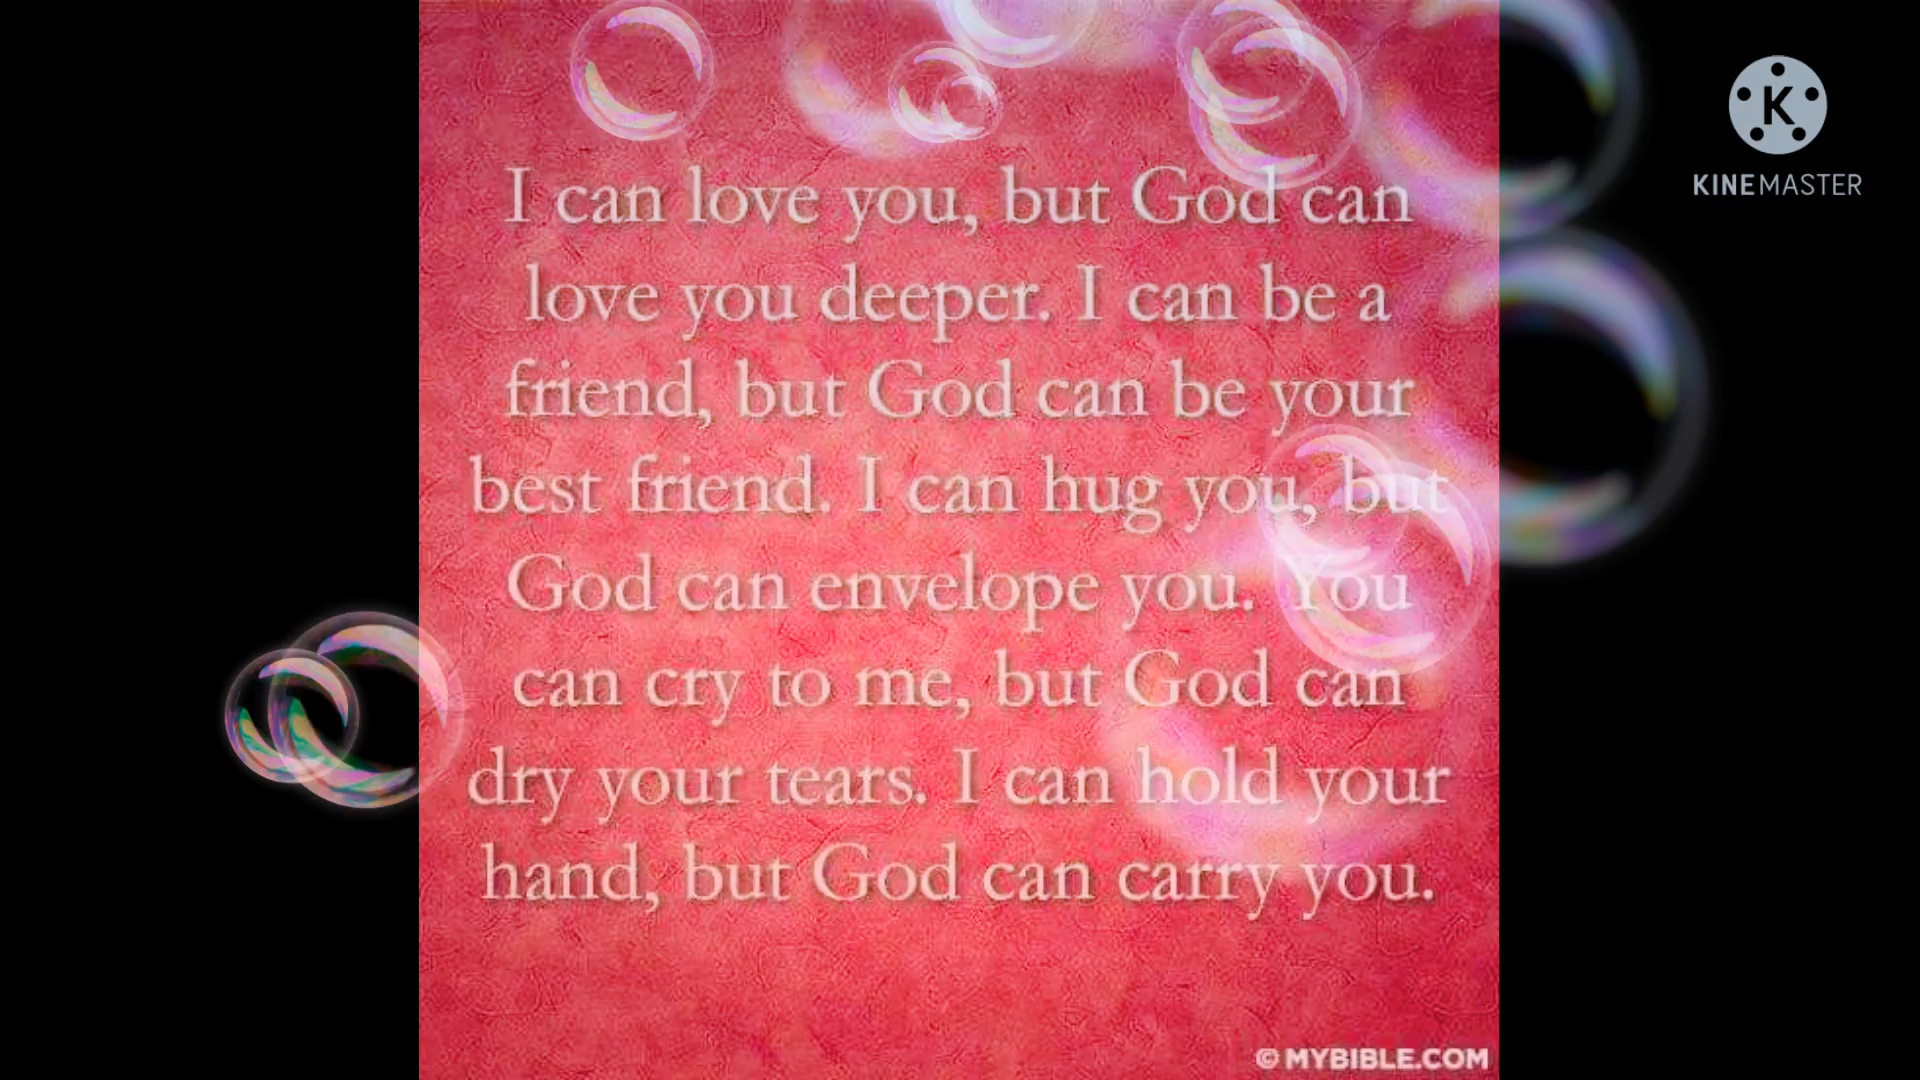 I can love you, but God can
love you deeper. I can be a
friend, but God can be your
best friend. I can hug you, but
God can envelope you. You
can cry to me, but God can
dry your tears. I can hold your
hand, but God can carry you.
© MYBIBLE.COM
K
KINEMASTER